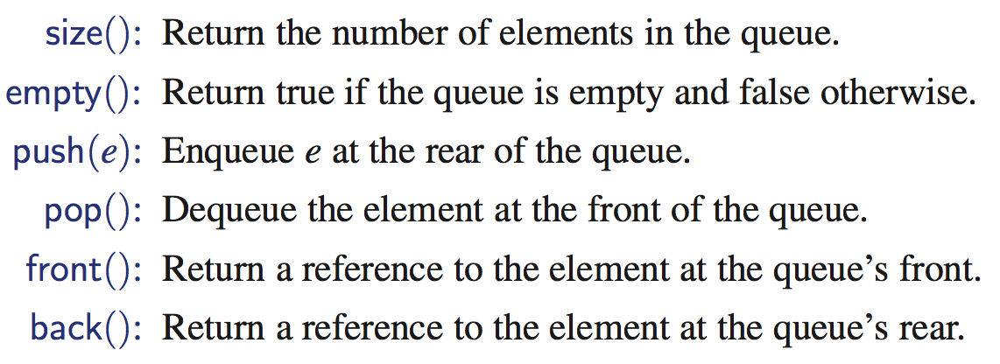 size(): Return the number of elements in the queue.
empty(): Return true if the queue is empty and false otherwise.
push(e): Enqueue e at the rear of the queue.
pop(): Dequeue the element at the front of the queue.
front(): Return a reference to the element at the queue’s front.
back(): Return a reference to the element at the queue’s rear.